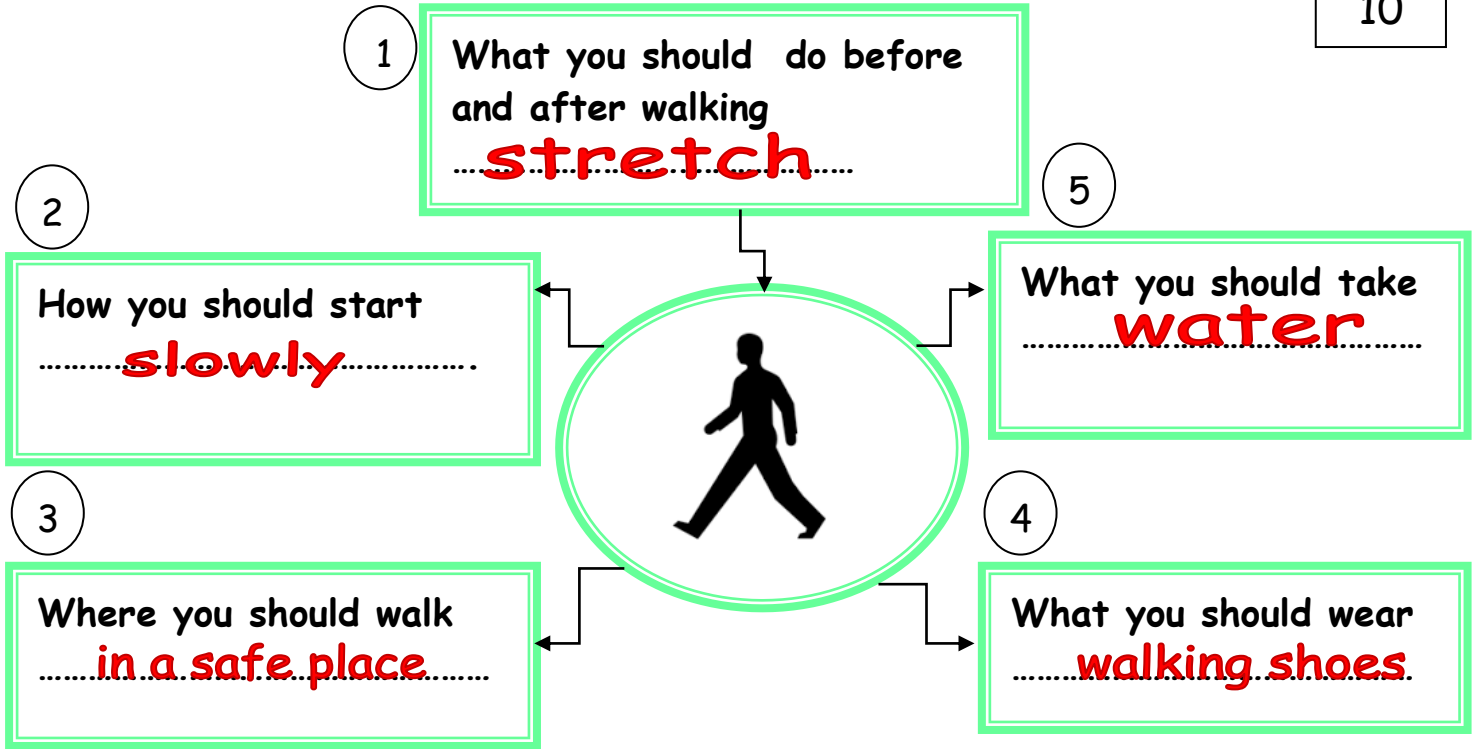 10
1
What you should do before
and after walking
stretch
2
How you should start
slowly
3
Where you should walk
in a safe place
4
What you should wear
walking shoes
5
What you should take
water